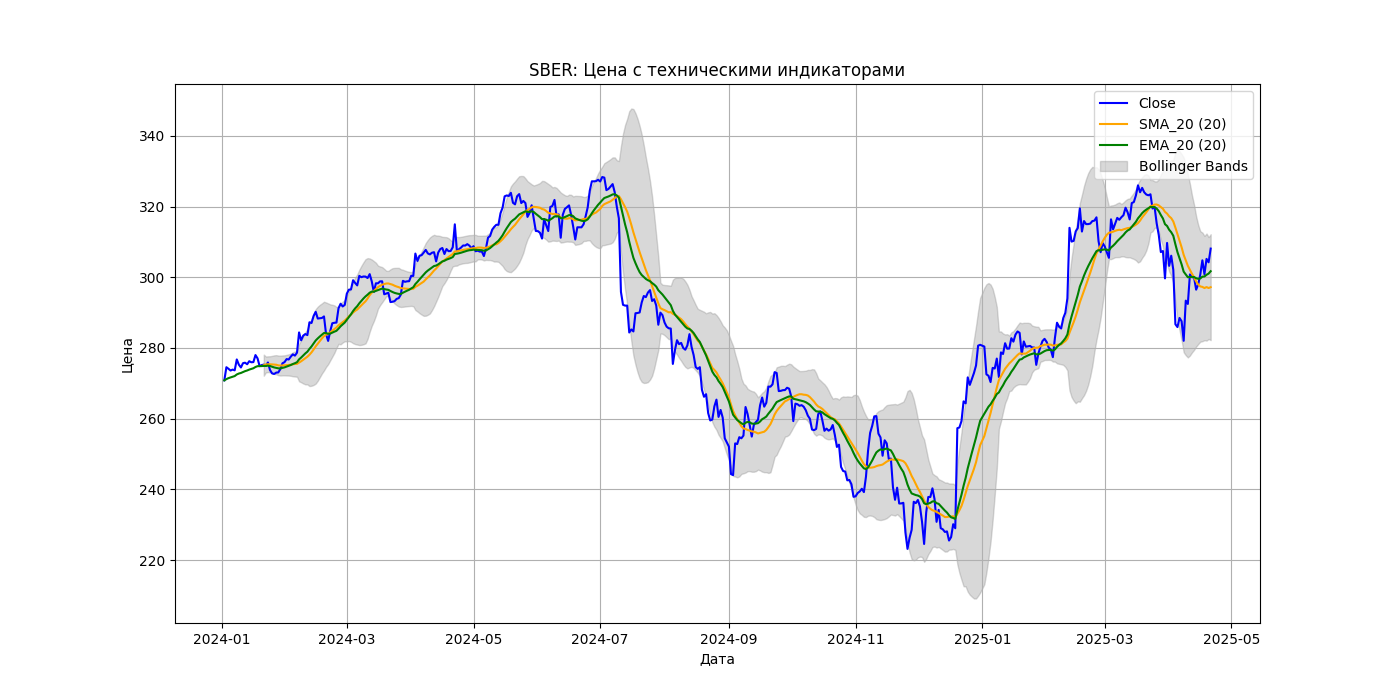 SBER: Цена с техническими индикаторами
Close
SMA_20 (20)
EMA_20 (20)
Bollinger Bands
Цена
340
320
300
280
260
240
220
2024-01 2024-03 2024-05 2024-07 2024-09 2024-11 2025-01 2025-03 2025-05
Дата